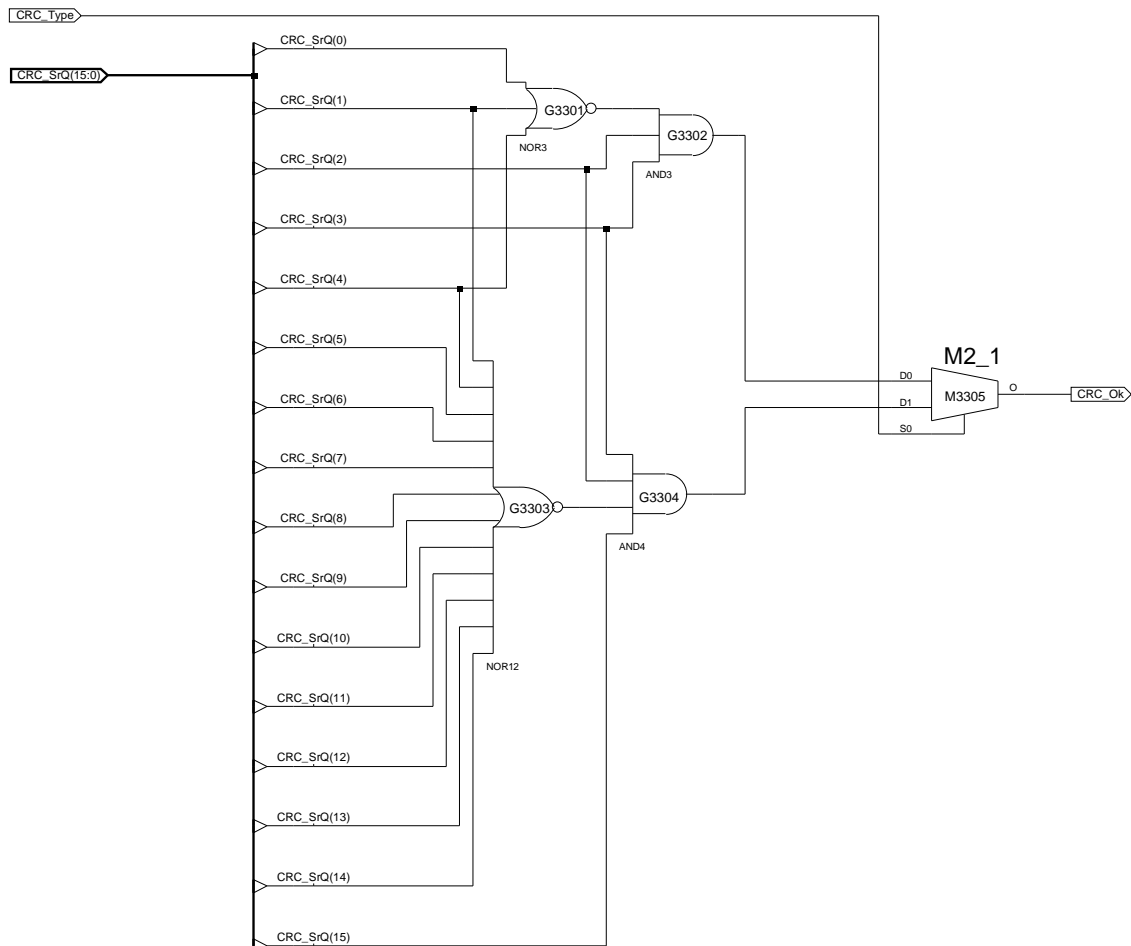 CRC_Type
CRC_SrQ(0)
CRC_SrQ(15:0)
CRC_SrQ(1)
G3301
G3302
NOR3
CRC_SrQ(2)
AND3
CRC_SrQ(3)
CRC_SrQ(4)
CRC_SrQ(5)
M2_1
D0
O
CRC_Ok
M3305
CRC_SrQ(6)
D1
S0
CRC_SrQ(7)
G3304
G3303
CRC_SrQ(8)
AND4
CRC_SrQ(9)
CRC_SrQ(10)
NOR12
CRC_SrQ(11)
CRC_SrQ(12)
CRC_SrQ(13)
CRC_SrQ(14)
CRC_SrQ(15)